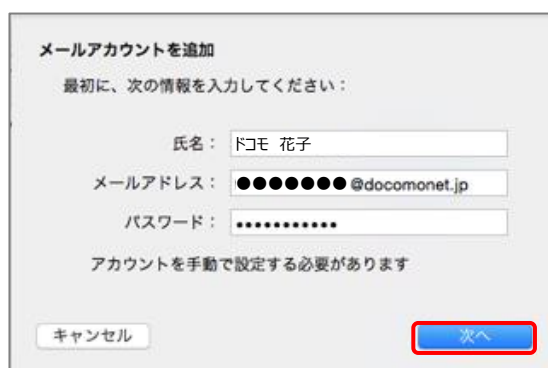 メールアカウントを追加
最初に、次の情報を入力してください：
氏名： ドコモ 花子
メールアドレス： ●●●●●●●@docomonet.jp
パスワード： •••••••••••
アカウントを手動で設定する必要があります
キャンセル 次へ